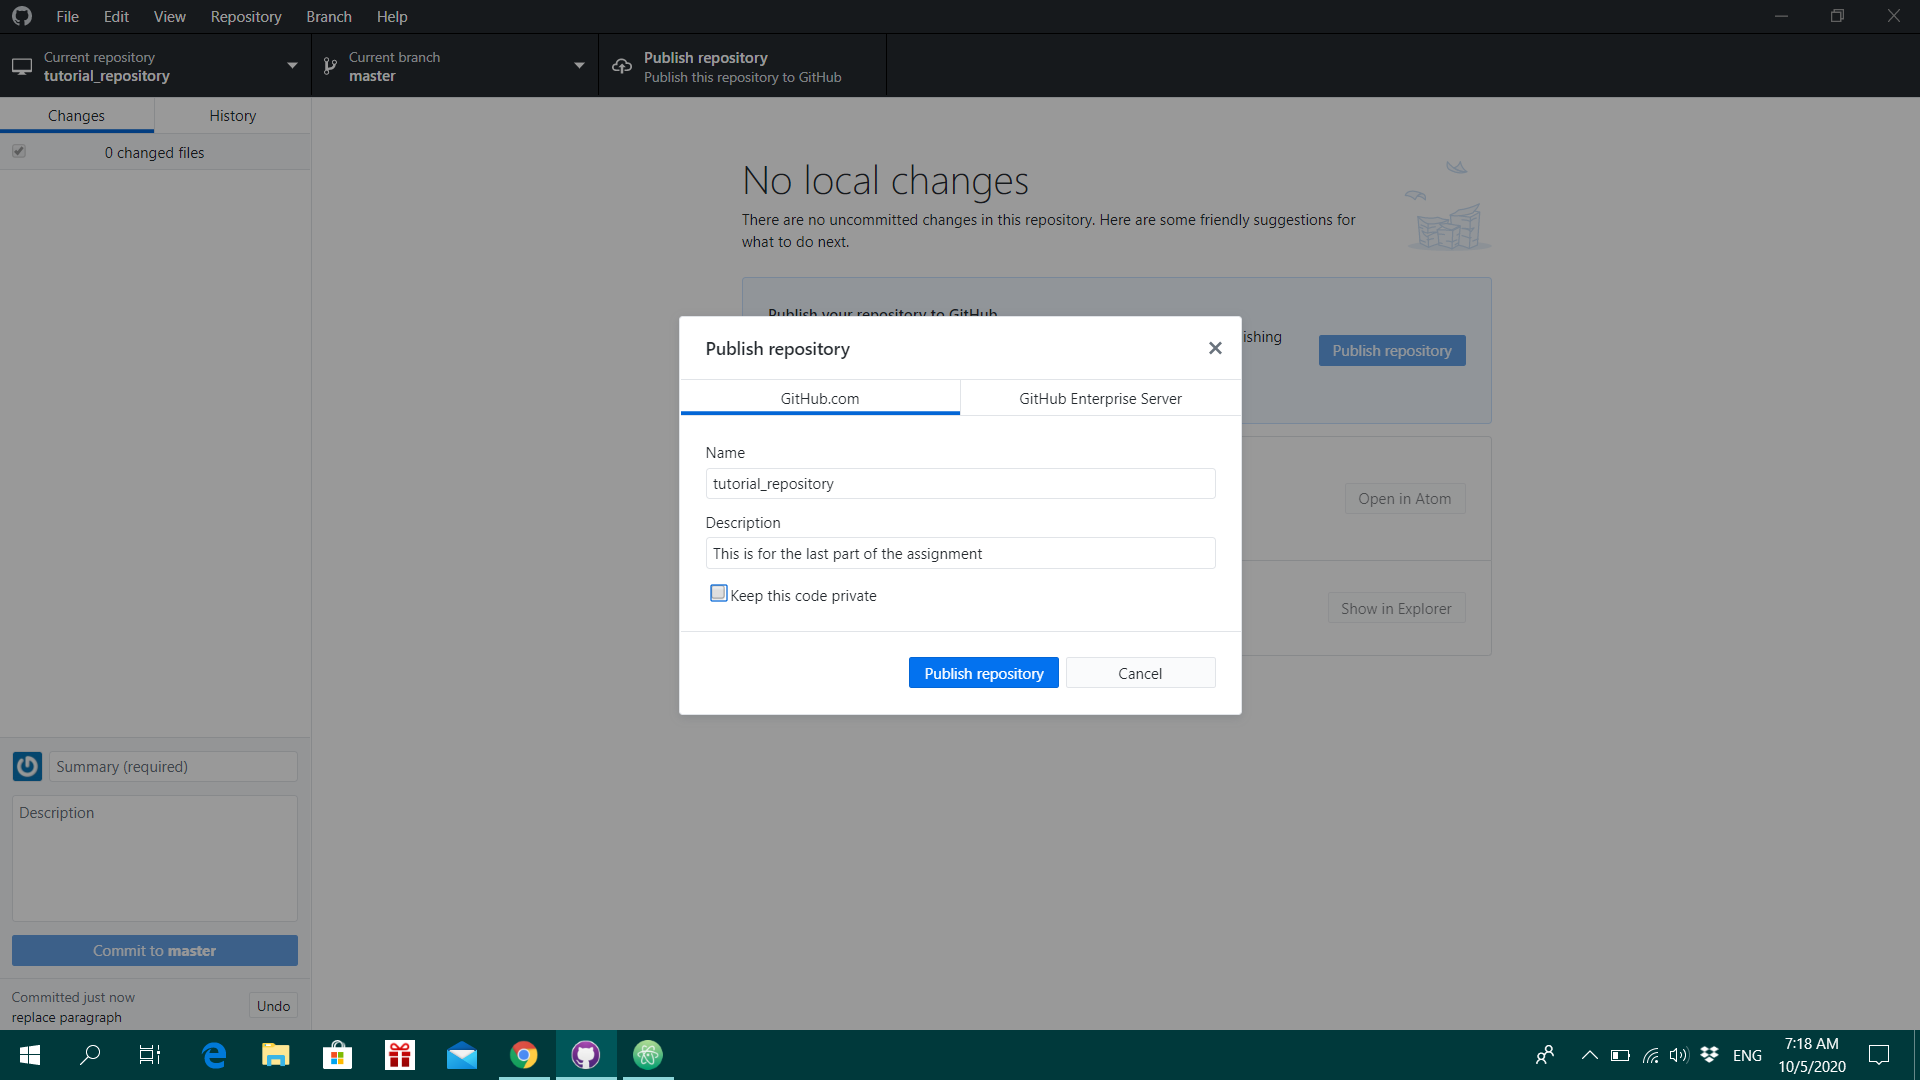 File Edit View Repository Branch Help
Current repository
tutorial_repository
Current branch
master
Publish repository
Publish this repository to GitHub
Changes History
0 changed files
No local changes
There are no uncommitted changes in this repository. Here are some friendly suggestions for
what to do next.
Publish your repository to GitHub
ishing
Publish repository
Open in Atom
Show in Explorer
Publish repository
GitHub.com GitHub Enterprise Server
Name
tutorial_repository
Description
This is for the last part of the assignment
Keep this code private
Publish repository Cancel
Summary (required)
Description
Commit to master
Committed just now
replace paragraph
Undo
ENG
7:18 AM
10/5/2020